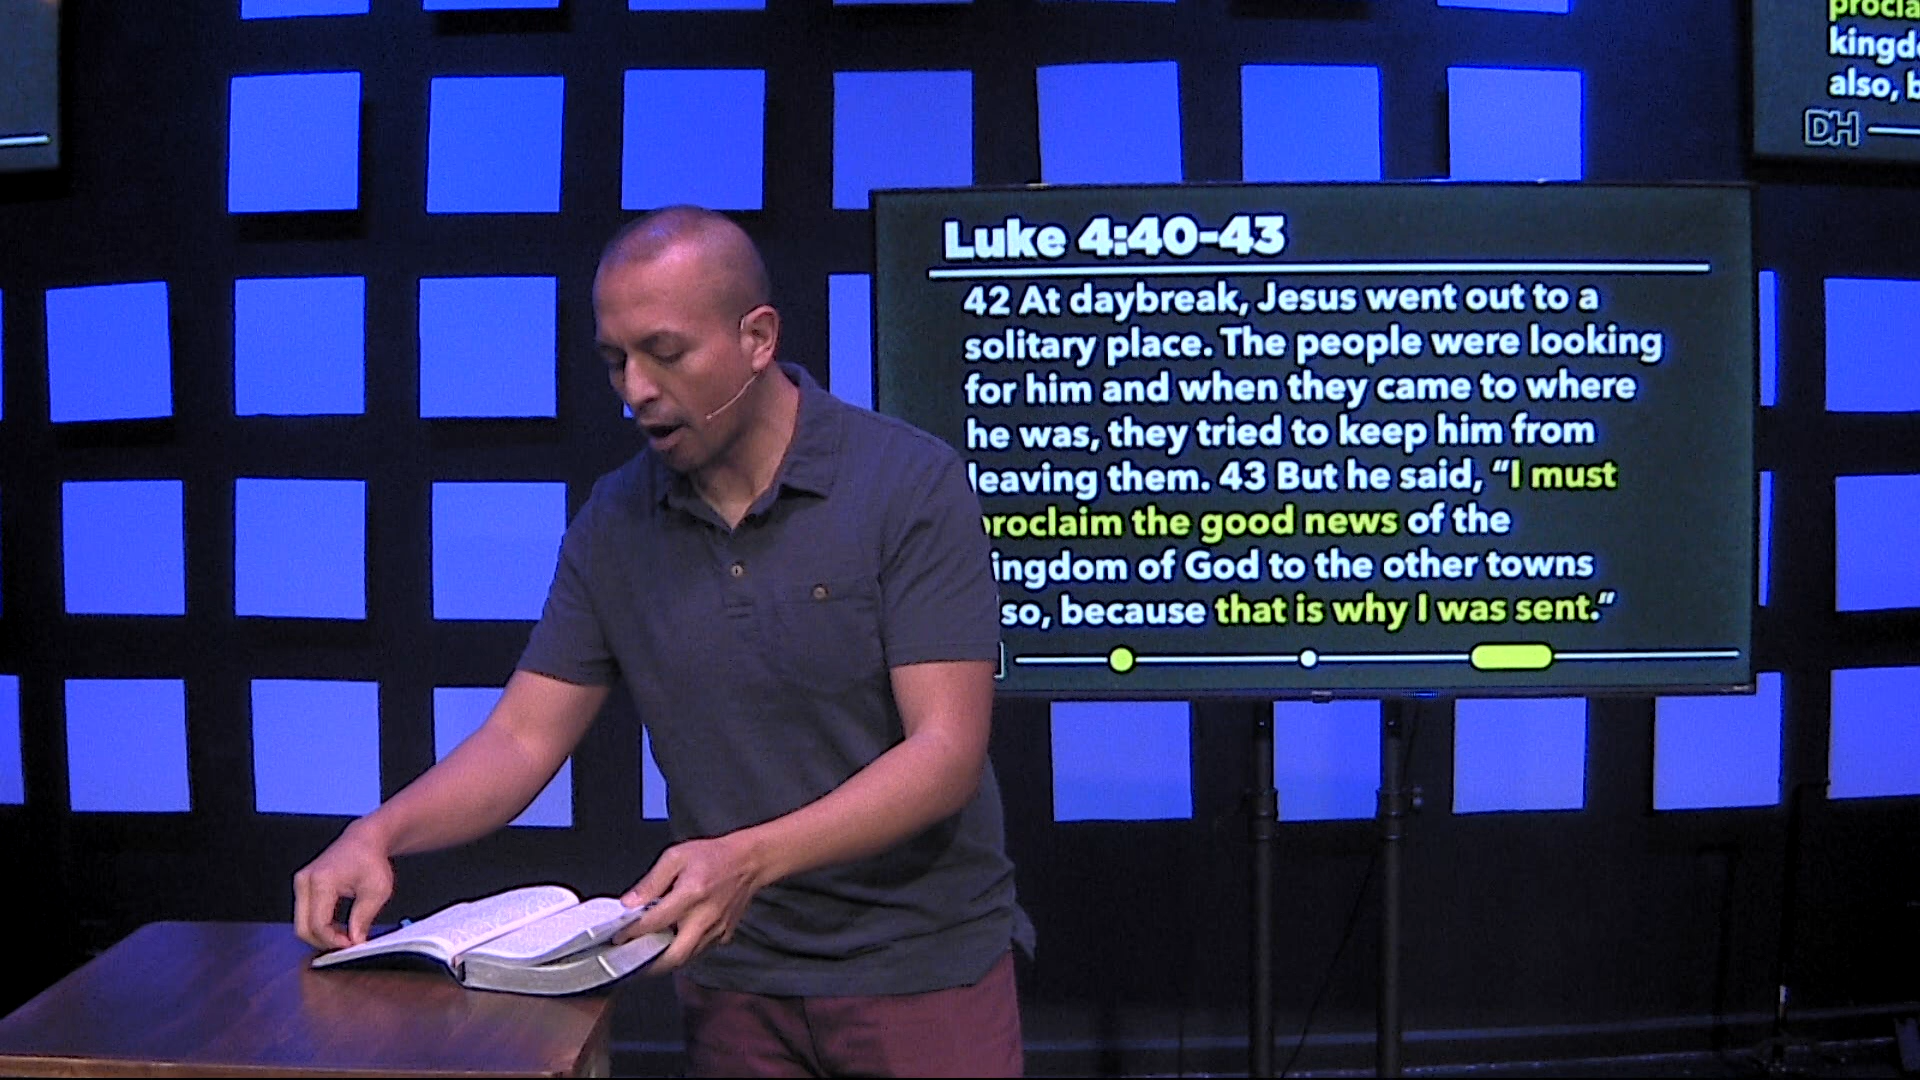 Luke 4:40-43
42 At daybreak, Jesus went out to a
solitary place. The people were looking
for him and when they came to where
he was, they tried to keep him from
leaving them. 43 But he said, “I must
proclaim the good news of the
ingdom of God to the other towns
so, because that is why I was sent.”
procla
kingd
also, b
DH